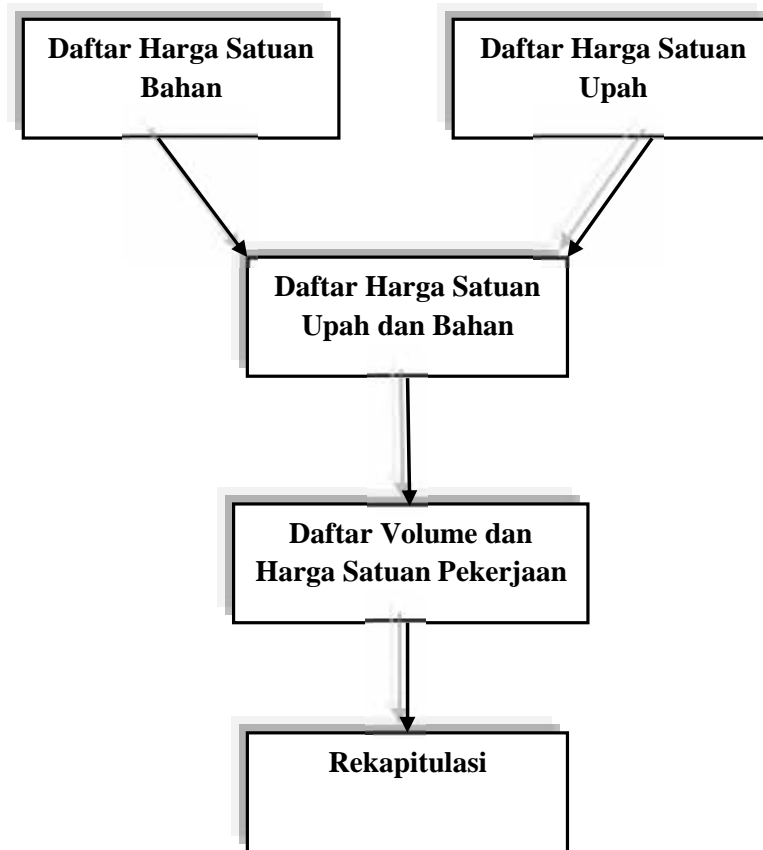 Daftar Harga Satuan
Bahan
Daftar Harga Satuan
Upah
Daftar Harga Satuan
Upah dan Bahan
Daftar Volume dan
Harga Satuan Pekerjaan
Rekapitulasi